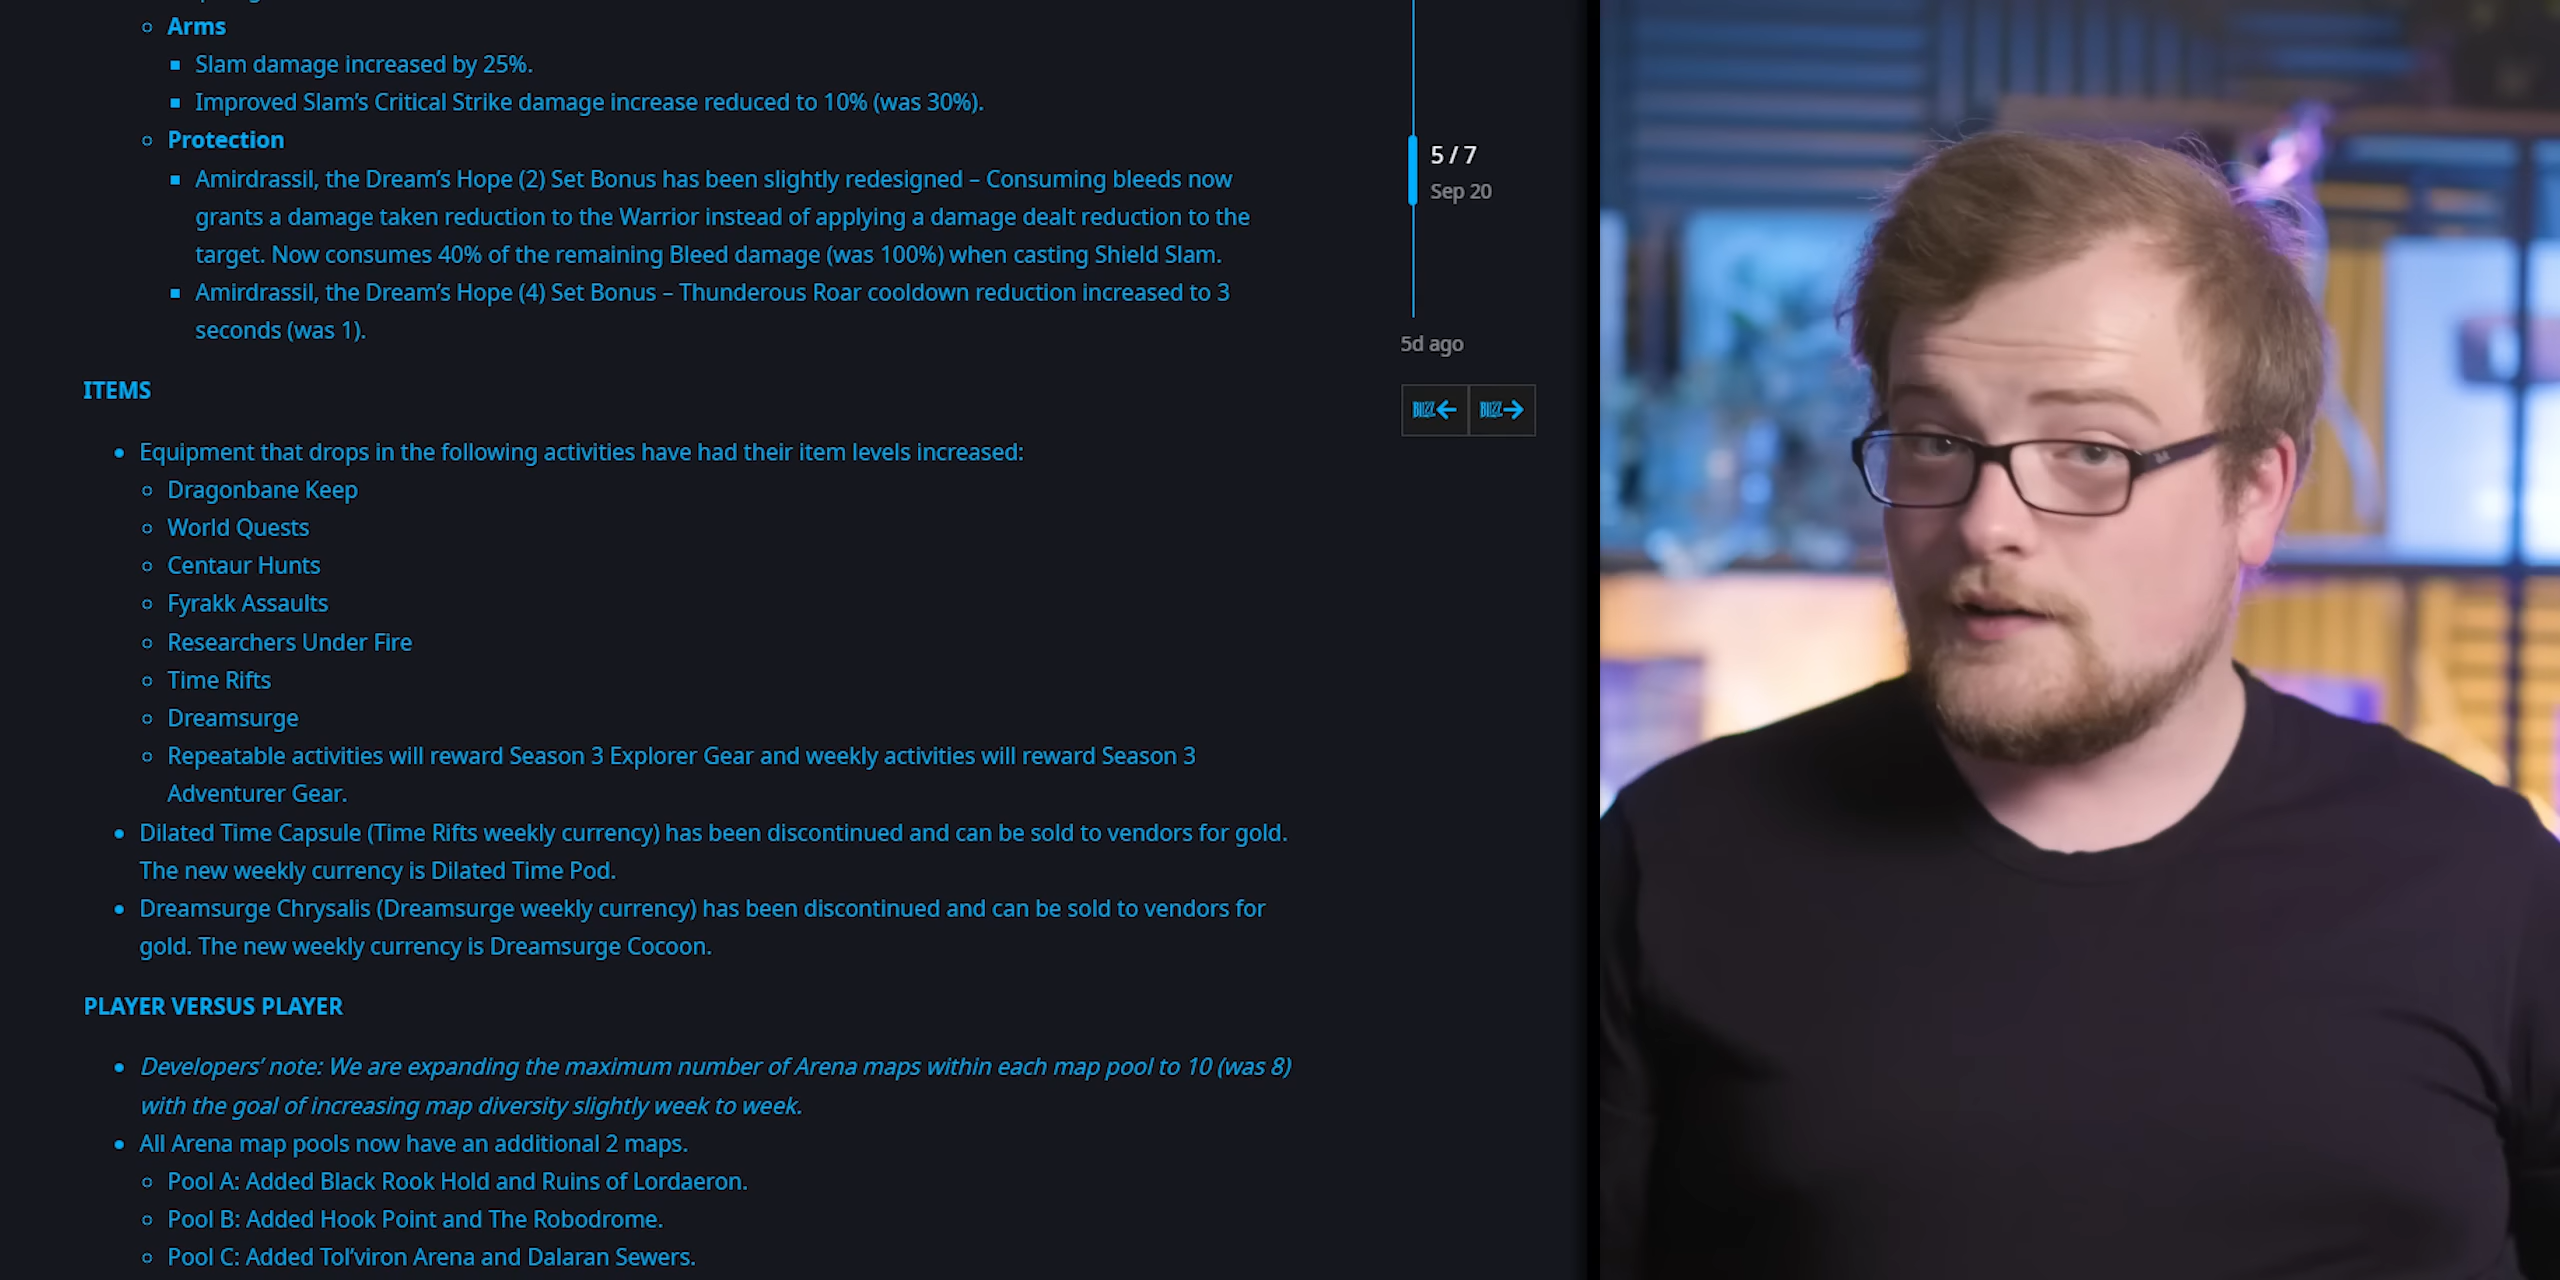 Arms
Slam damage increased by 25%.
Improved Slam's Critical Strike damage increase reduced to 10% (was 30%).
Protection
Amirdrassil, the Dream's Hope (2) Set Bonus has been slightly redesigned – Consuming bleeds now
grants a damage taken reduction to the Warrior instead of applying a damage dealt reduction to the
target. Now consumes 40% of the remaining Bleed damage (was 100%) when casting Shield Slam.
Amirdrassil, the Dream's Hope (4) Set Bonus – Thunderous Roar cooldown reduction increased to 3
seconds (was 1).
ITEMS
Equipment that drops in the following activities have had their item levels increased:
Dragonbane Keep
World Quests
Centaur Hunts
Fyrakk Assaults
Researchers Under Fire
Time Rifts
Dreamsurge
Repeatable activities will reward Season 3 Explorer Gear and weekly activities will reward Season 3
Adventurer Gear.
Dilated Time Capsule (Time Rifts weekly currency) has been discontinued and can be sold to vendors for gold.
The new weekly currency is Dilated Time Pod.
Dreamsurge Chrysalis (Dreamsurge weekly currency) has been discontinued and can be sold to vendors for
gold. The new weekly currency is Dreamsurge Cocoon.
PLAYER VERSUS PLAYER
Developers' note: We are expanding the maximum number of Arena maps within each map pool to 10 (was 8)
with the goal of increasing map diversity slightly week to week.
All Arena map pools now have an additional 2 maps.
Pool A: Added Black Rook Hold and Ruins of Lordaeron.
Pool B: Added Hook Point and The Robodrome.
Pool C: Added Tol'viron Arena and Dalaran Sewers.
5 / 7
Sep 20
5d ago
BLIZZ
BLIZZ